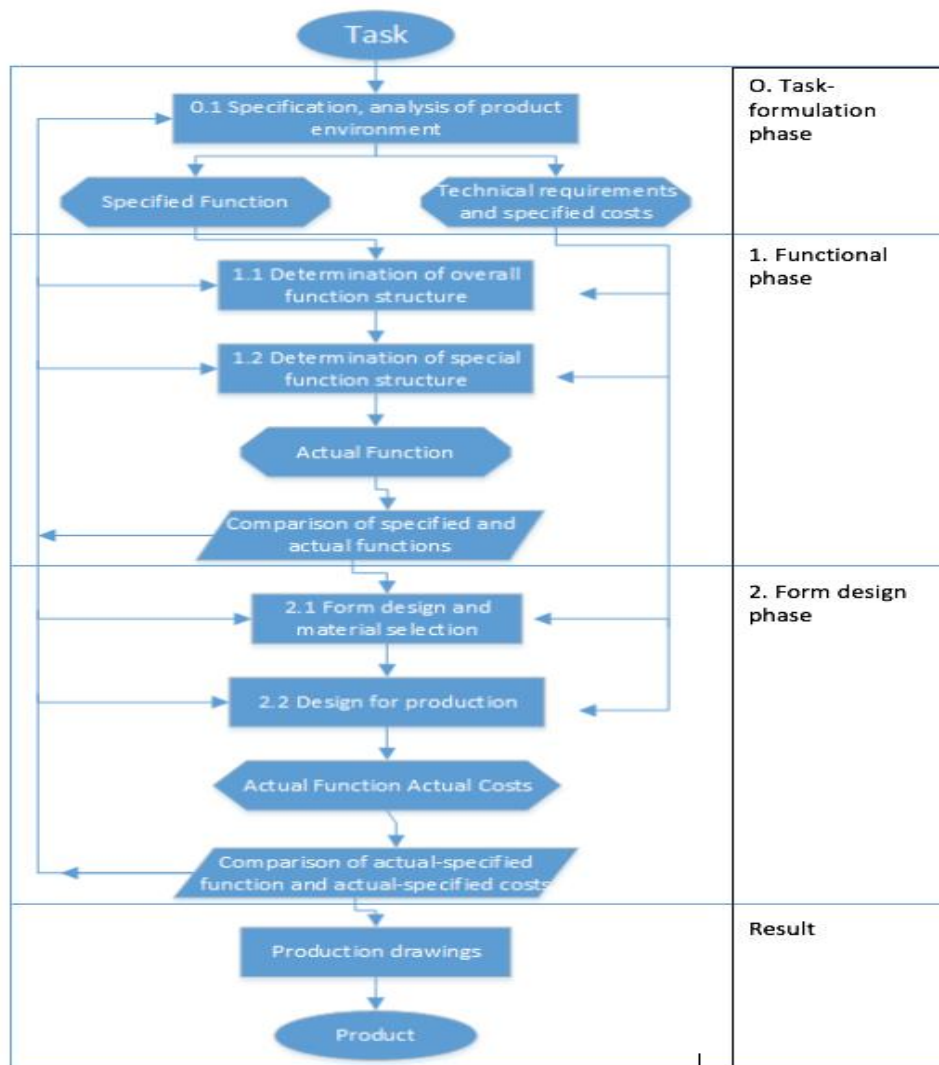 Task
0.1 Specification, analysis of product
environment
O. Task-
formulation
phase
Specified Function
Technical requirements
and specified costs
1.1 Determination of overall
function structure
1. Functional
phase
1.2 Determination of special
function structure
Actual Function
Comparison of specified and
actual functions
2.1 Form design and
material selection
2. Form design
phase
2.2 Design for production
Actual Function Actual Costs
Comparison of actual-specified
function and actual-specified costs
Production drawings
Result
Product